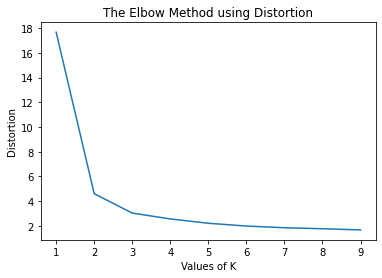 The Elbow Method using Distortion
18
16
14
12
10
8
6
4
2
Distortion
1 2 3 4 5 6 7 8 9
Values of K